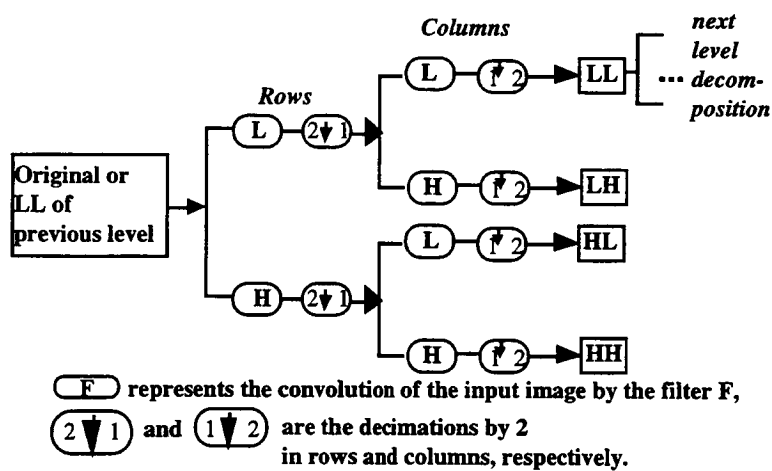 Columns
next
level
... decom-
position
L 1 2 LL
Rows
L 2 1
H 1 2 LH
Original or
LL of
previous level
L 1 2 HL
H 2 1
H 1 2 HH
F represents the convolution of the input image by the filter F,
2 1 and 1 2 are the decimations by 2
in rows and columns, respectively.